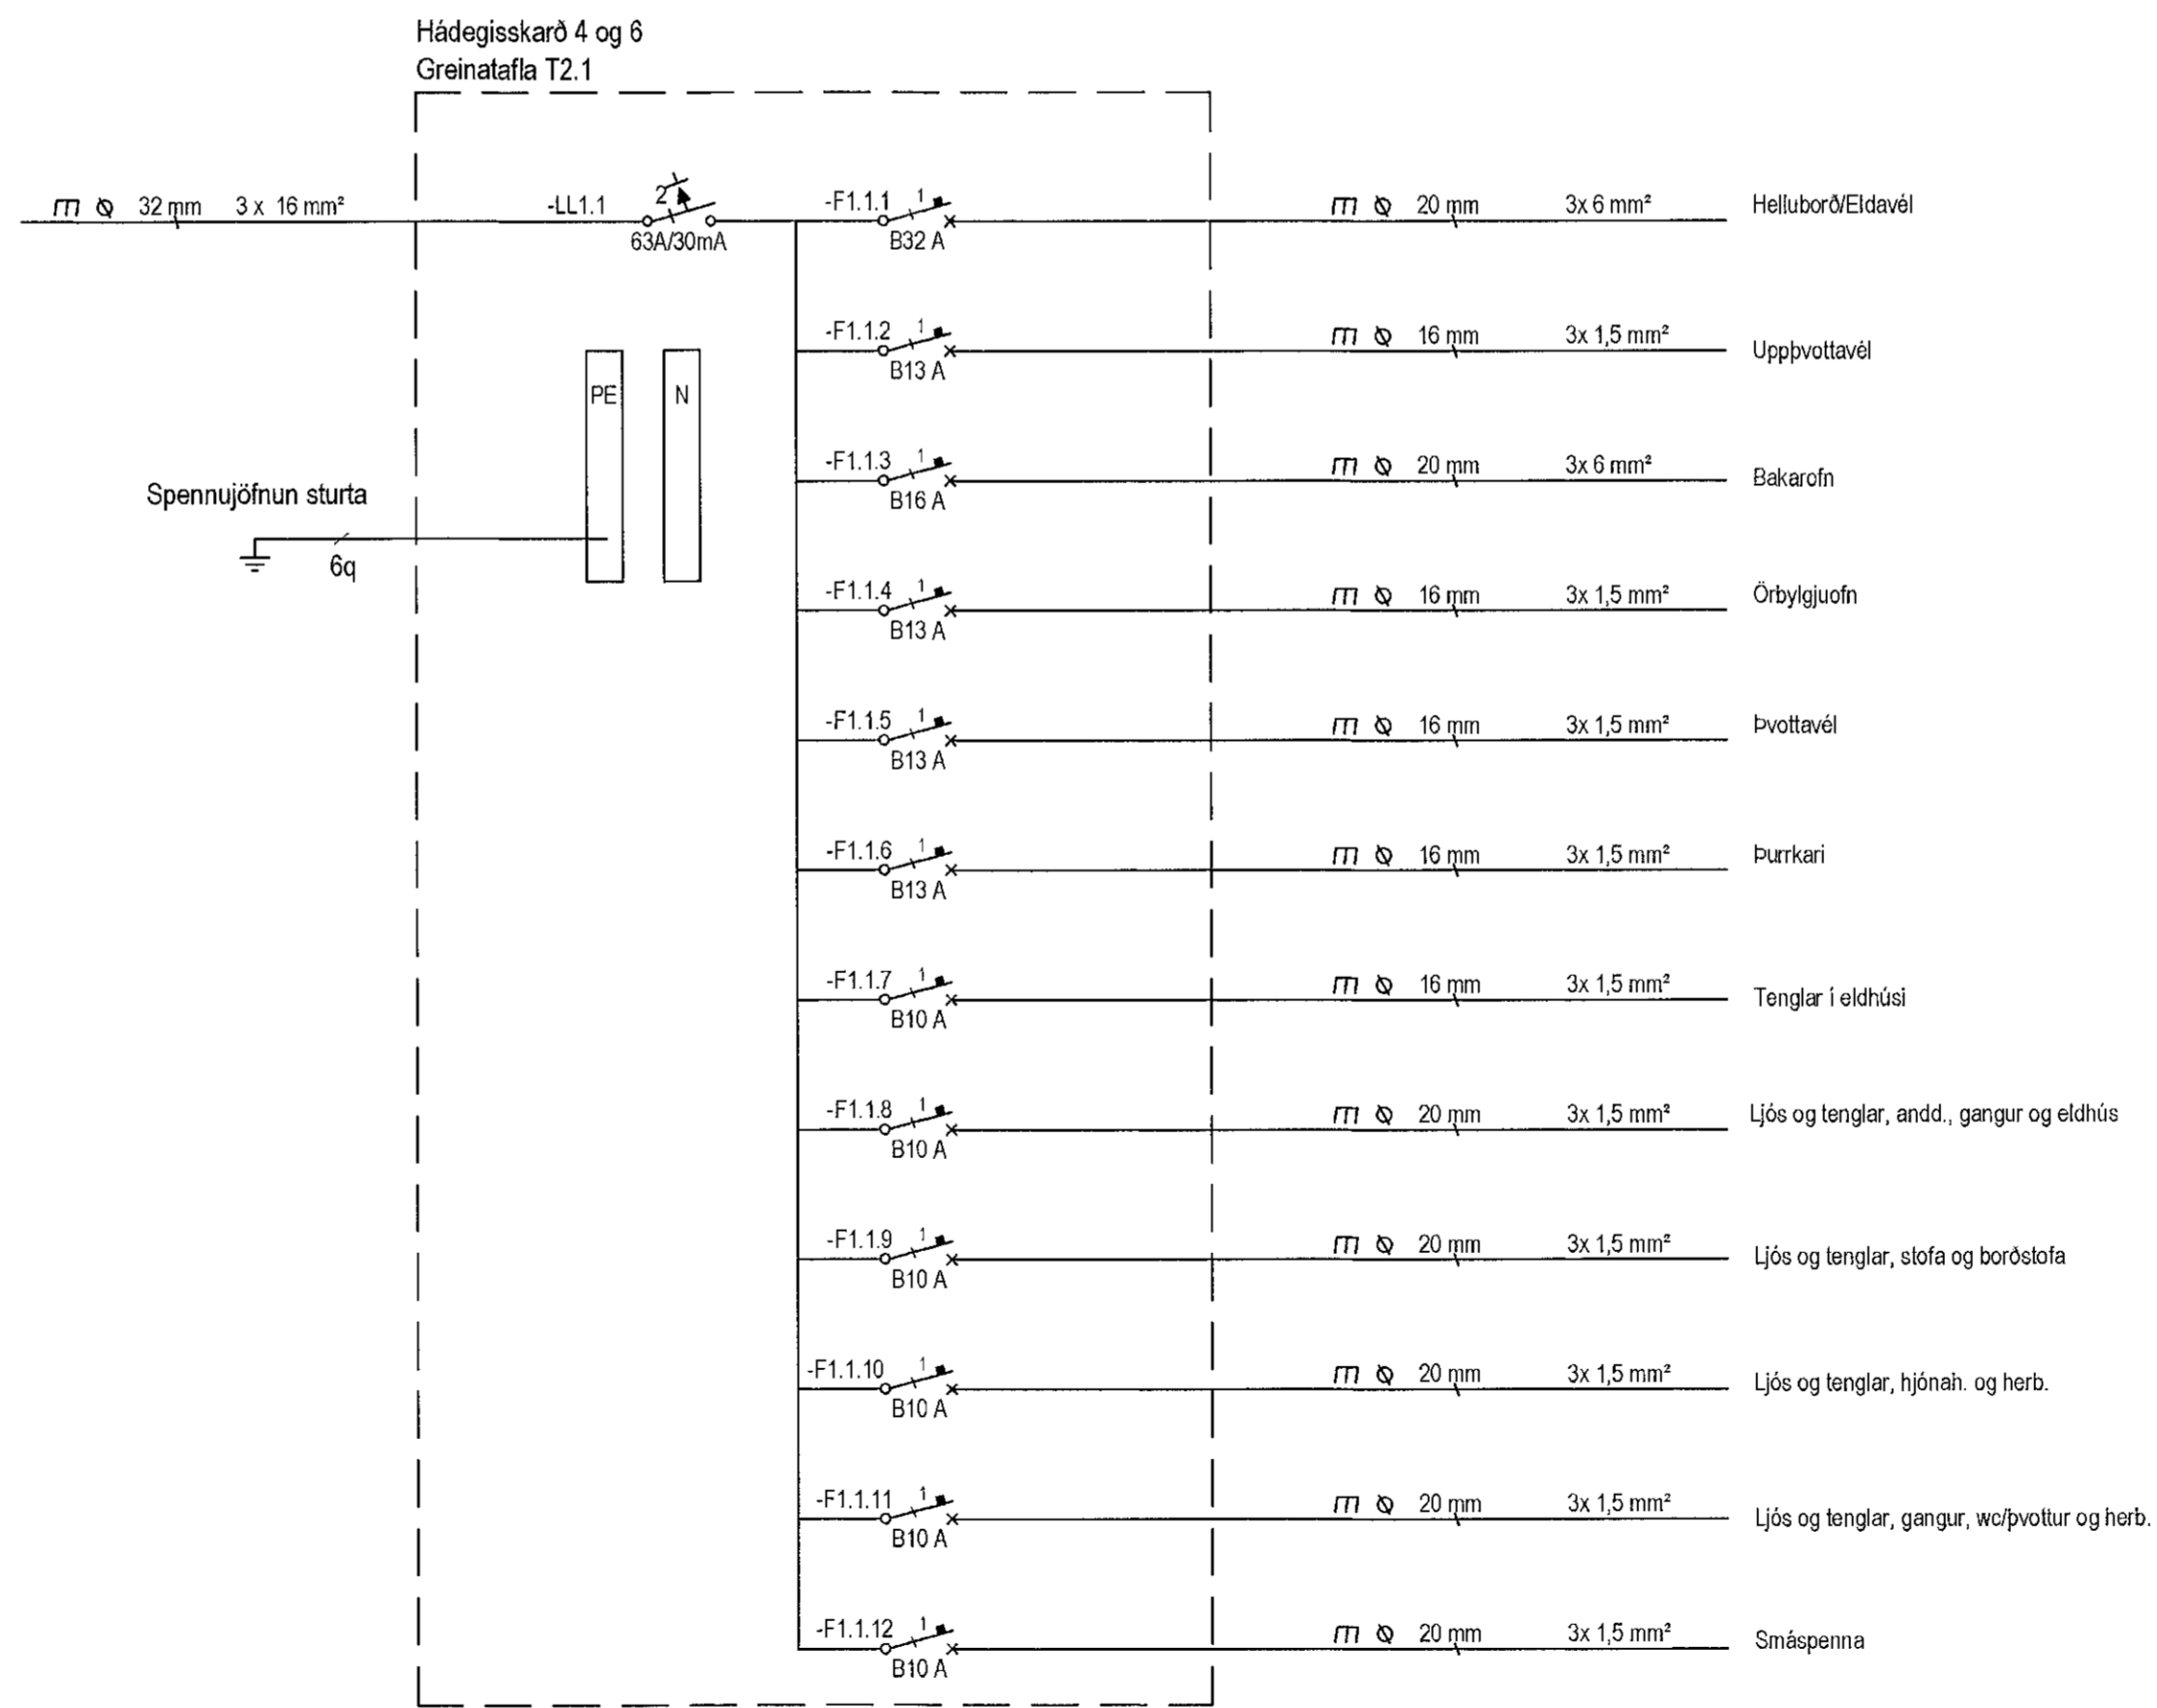 Hádegisskarð 4 og 6
Greinatafla T2.1
32 mm 3 x 16 mm²
-LL1.1
2
63A/30mA
-F1.1.1 1
B32 A
20 mm 3x 6 mm²
Helluborð/Eldavél
-F1.1.2 1
B13 A
16 mm 3x 1,5 mm²
Uppþvottavél
PE N
-F1.1.3 1
B16 A
20 mm 3x 6 mm²
Bakarofn
Spennujöfnun sturta
6q
-F1.1.4 1
B13 A
16 mm 3x 1,5 mm²
Örbylgjuofn
-F1.1.5 1
B13 A
16 mm 3x 1,5 mm²
Þvottavél
-F1.1.6 1
B13 A
16 mm 3x 1,5 mm²
Þurrkari
-F1.1.7 1
B10 A
16 mm 3x 1,5 mm²
Tenglar í eldhúsi
-F1.1.8 1
B10 A
20 mm 3x 1,5 mm²
Ljós og tenglar, andd., gangur og eldhús
-F1.1.9 1
B10 A
20 mm 3x 1,5 mm²
Ljós og tenglar, stofa og borðstofa
-F1.1.10 1
B10 A
20 mm 3x 1,5 mm²
Ljós og tenglar, hjónah. og herb.
-F1.1.11 1
B10 A
20 mm 3x 1,5 mm²
Ljós og tenglar, gangur, wc/þvottur og herb.
-F1.1.12 1
B10 A
20 mm 3x 1,5 mm²
Smáspenna